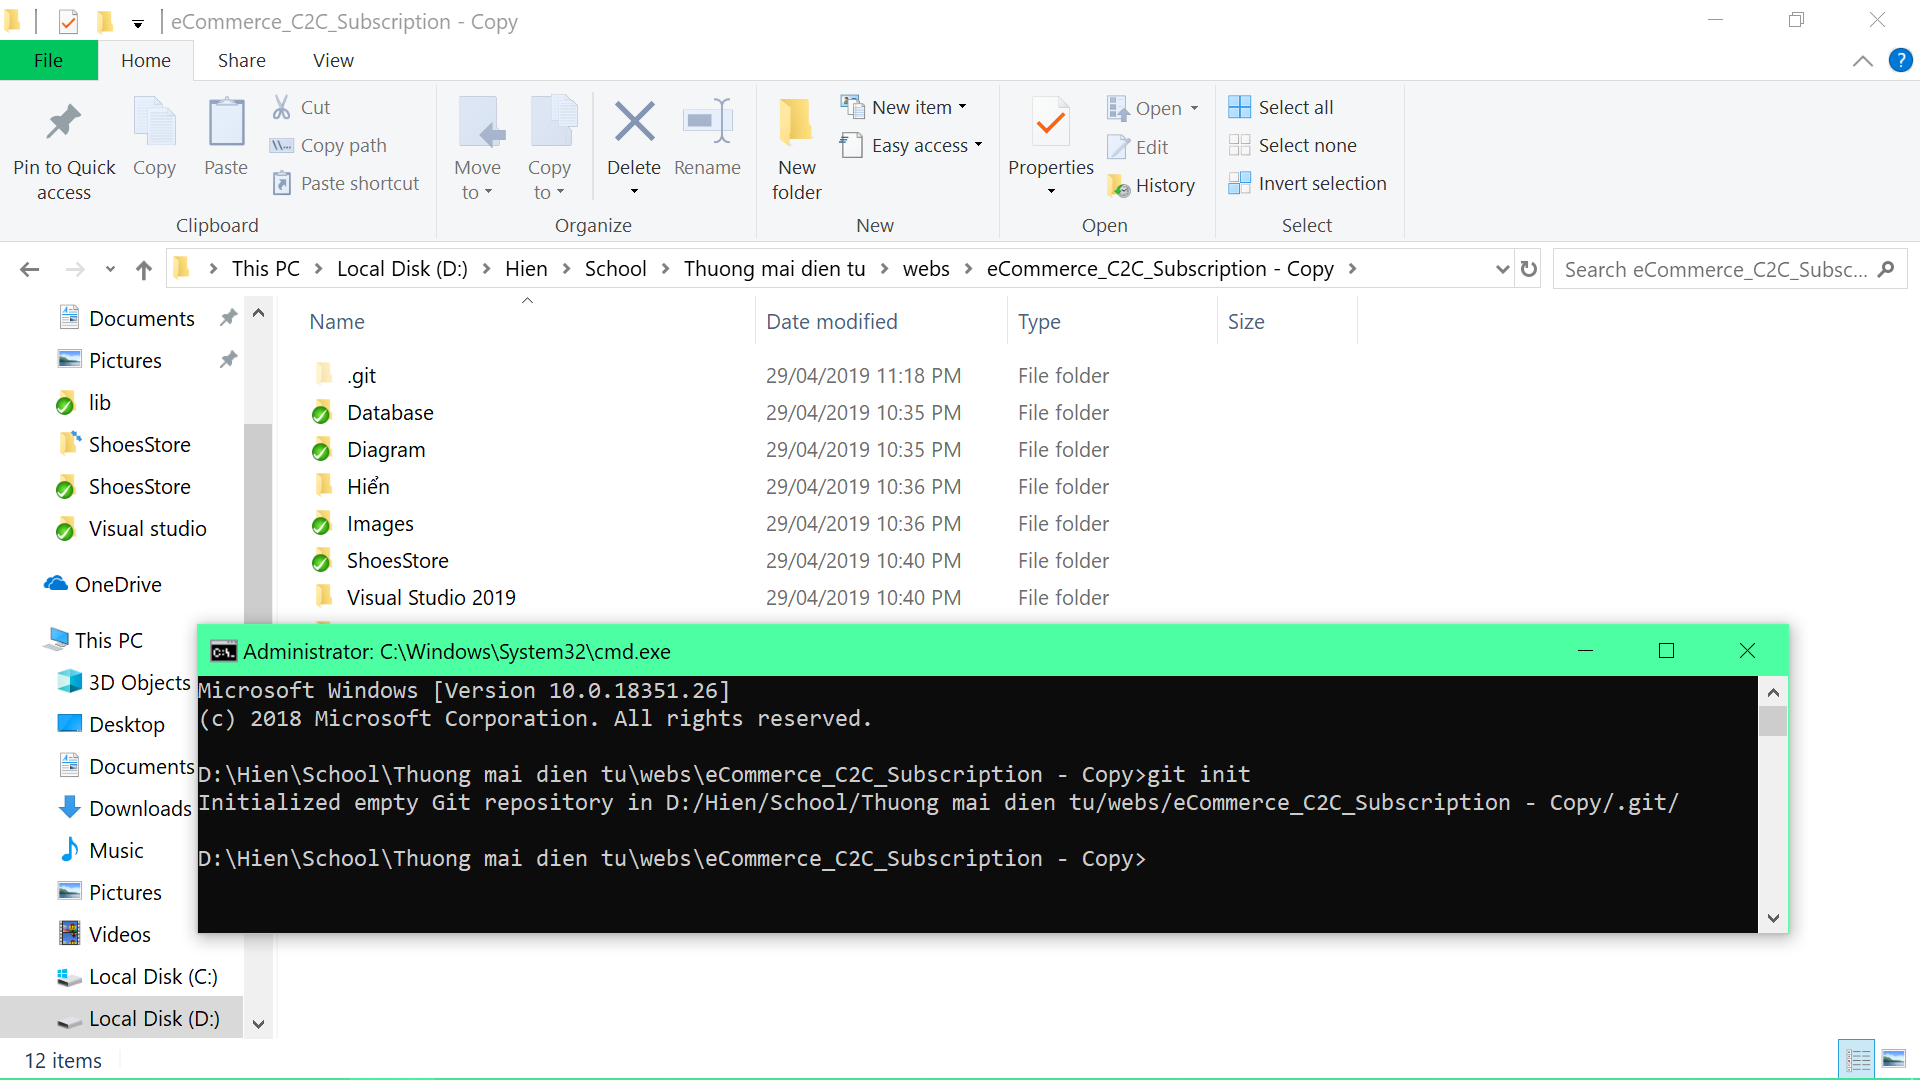 eCommerce_C2C_Subscription - Copy
File Home Share View
Pin to Quick access
Copy
Paste
Cut
Copy path
Paste shortcut
Clipboard
Move to
Copy to
Delete
Rename
Organize
New folder
New item
Easy access
New
Properties
Open
Edit
History
Open
Select all
Select none
Invert selection
Select
This PC > Local Disk (D:) > Hien > School > Thuong mai dien tu > webs > eCommerce_C2C_Subscription - Copy >
Search eCommerce_C2C_Subsc...
Documents
Pictures
lib
ShoesStore
ShoesStore
Visual studio
OneDrive
This PC
3D Objects
Desktop
Documents
Downloads
Music
Pictures
Videos
Local Disk (C:)
Local Disk (D:)
Name Date modified Type Size
.git 29/04/2019 11:18 PM File folder
Database 29/04/2019 10:35 PM File folder
Diagram 29/04/2019 10:35 PM File folder
Hiển 29/04/2019 10:36 PM File folder
Images 29/04/2019 10:36 PM File folder
ShoesStore 29/04/2019 10:40 PM File folder
Visual Studio 2019 29/04/2019 10:40 PM File folder
Administrator: C:\Windows\System32\cmd.exe
Microsoft Windows [Version 10.0.18351.26]
(c) 2018 Microsoft Corporation. All rights reserved.
D:\Hien\School\Thuong mai dien tu\webs\eCommerce_C2C_Subscription - Copy>git init
Initialized empty Git repository in D:/Hien/School/Thuong mai dien tu/webs/eCommerce_C2C_Subscription - Copy/.git/
D:\Hien\School\Thuong mai dien tu\webs\eCommerce_C2C_Subscription - Copy>
12 items